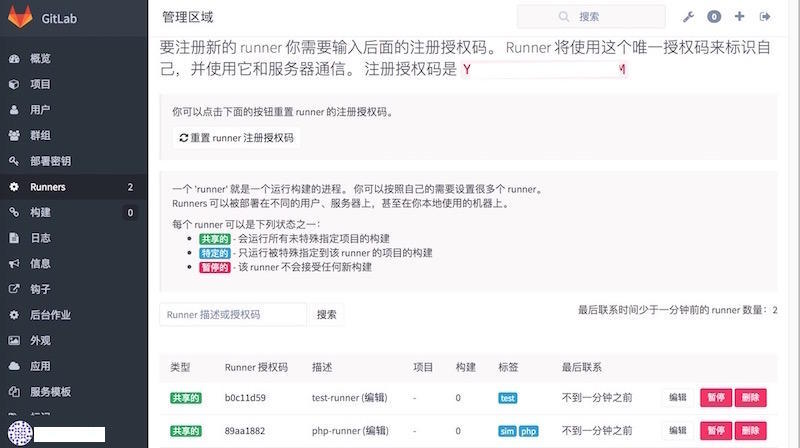 GitLab
管理区域
搜索
0
要注册新的 runner 你需要输入后面的注册授权码。 Runner 将使用这个唯一授权码来标识自
己，并使用它和服务器通信。 注册授权码是 Y M
你可以点击下面的按钮重置 runner 的注册授权码。
重置 runner 注册授权码
一个 'runner' 就是一个运行构建的进程。 你可以按照自己的需要设置很多个 runner。
Runners 可以被部署在不同的用户、服务器上，甚至在你本地使用的机器上。
每个 runner 可以是下列状态之一：
共享的 - 会运行所有未特殊指定项目的构建
特定的 - 只运行被特殊指定到该 runner 的项目的构建
暂停的 - 该 runner 不会接受任何新构建
Runner 描述或授权码 搜索
最后联系时间少于一分钟前的 runner 数量：2
类型 Runner 授权码 描述 项目 构建 标签 最后联系
共享的 b0c11d59 test-runner (编辑) - 0 test 不到一分钟之前 编辑 暂停 删除
共享的 89aa1882 php-runner (编辑) - 0 sim php 不到一分钟之前 编辑 暂停 删除
概览
项目
用户
群组
部署密钥
Runners 2
构建 0
日志
信息
钩子
后台作业
外观
应用
服务模板